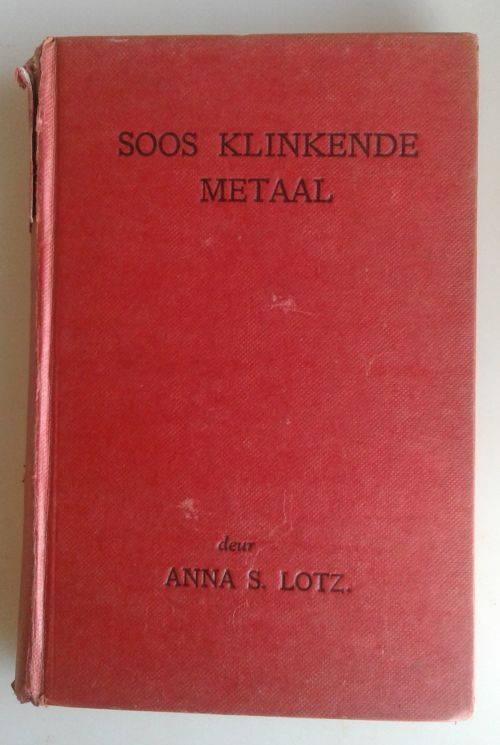 SOOS KLINKENDE
METAAL
deur
ANNA S. LOTZ.